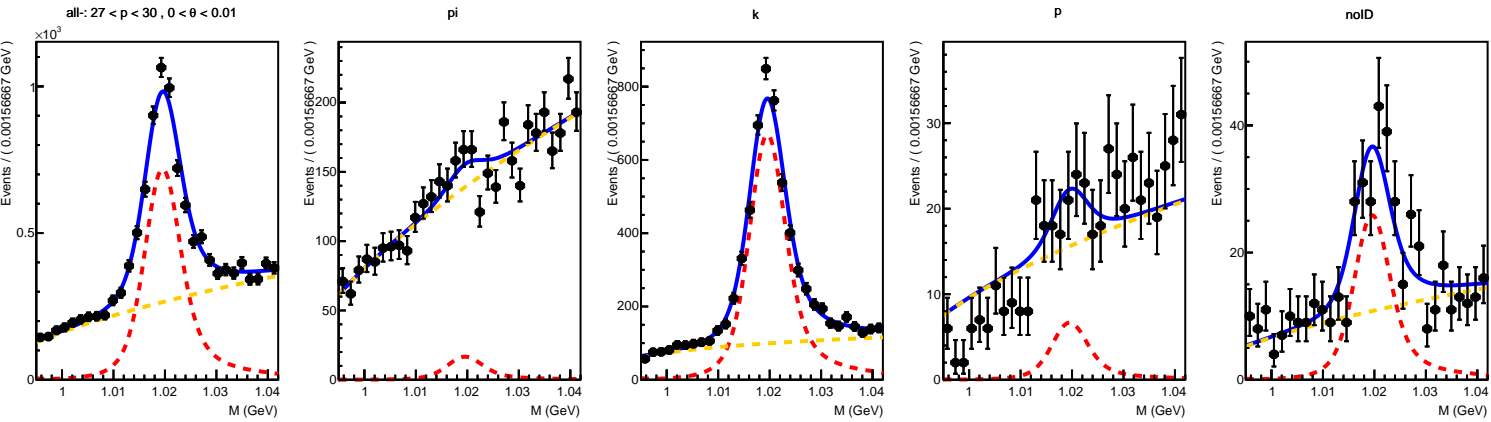 all-: 27 < p < 30 , 0 < θ < 0.01
×10³
Events / ( 0.00156667 GeV )
1
0.5
0
1 1.01 1.02 1.03 1.04
M (GeV)
pi
Events / ( 0.00156667 GeV )
200
150
100
50
0
1 1.01 1.02 1.03 1.04
M (GeV)
k
Events / ( 0.00156667 GeV )
800
600
400
200
0
1 1.01 1.02 1.03 1.04
M (GeV)
p
Events / ( 0.00156667 GeV )
30
20
10
0
1 1.01 1.02 1.03 1.04
M (GeV)
noID
Events / ( 0.00156667 GeV )
40
20
0
1 1.01 1.02 1.03 1.04
M (GeV)